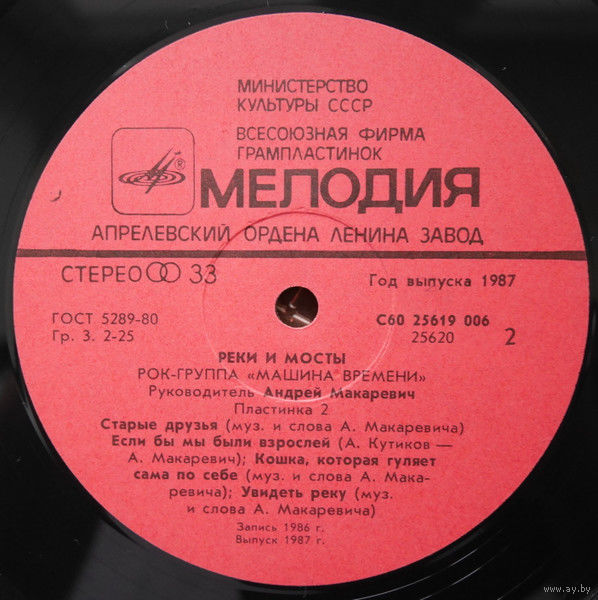 МИНИСТЕРСТВО
КУЛЬТУРЫ СССР
ВСЕСОЮЗНАЯ ФИРМА
ГРАМПЛАСТИНОК
®
МЕЛОДИЯ
АПРЕЛЕВСКИЙ ОРДЕНА ЛЕНИНА ЗАВОД
СТЕРЕО 33
Год выпуска 1987
ГОСТ 5289-80
Гр. 3. 2-25
С60 25619 006
25620
2
РЕКИ И МОСТЫ
РОК-ГРУППА «МАШИНА ВРЕМЕНИ»
Руководитель Андрей Макаревич
Пластинка 2
Старые друзья (муз. и слова А. Макаревича)
Если бы мы были взрослей (А. Кутиков —
А. Макаревич); Кошка, которая гуляет
сама по себе (муз. и слова А. Мака-
ревича); Увидеть реку (муз.
и слова А. Макаревича)
Запись 1986 г.
Выпуск 1987 г.
www.ay.by